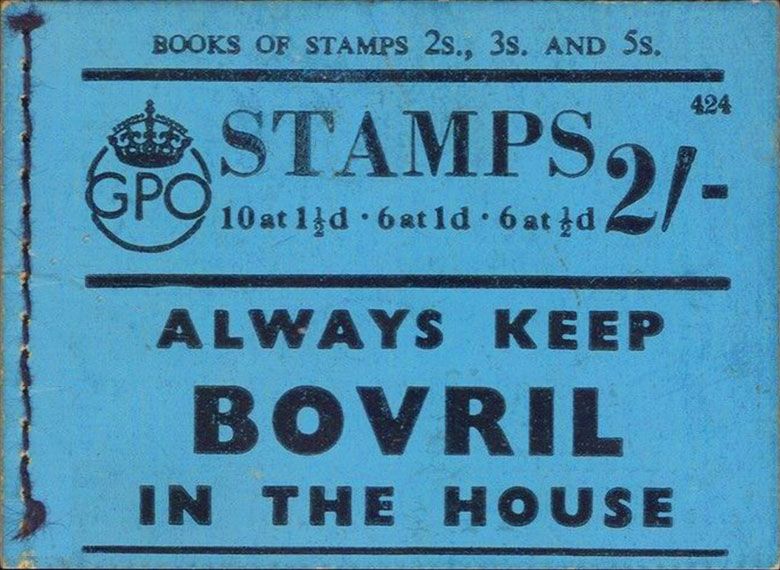 BOOKS OF STAMPS 2S., 3S. AND 5S.
424
GPO
STAMPS 2/-
10 at 1½d · 6 at 1d · 6 at ½d
ALWAYS KEEP
BOVRIL
IN THE HOUSE